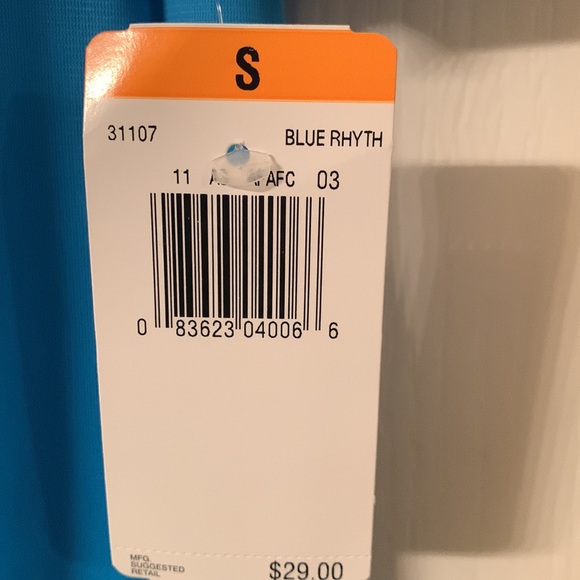 S
31107 BLUE RHYTH
11 AFC 03
0 83623 04006 6
MFG.
SUGGESTED
RETAIL $29.00